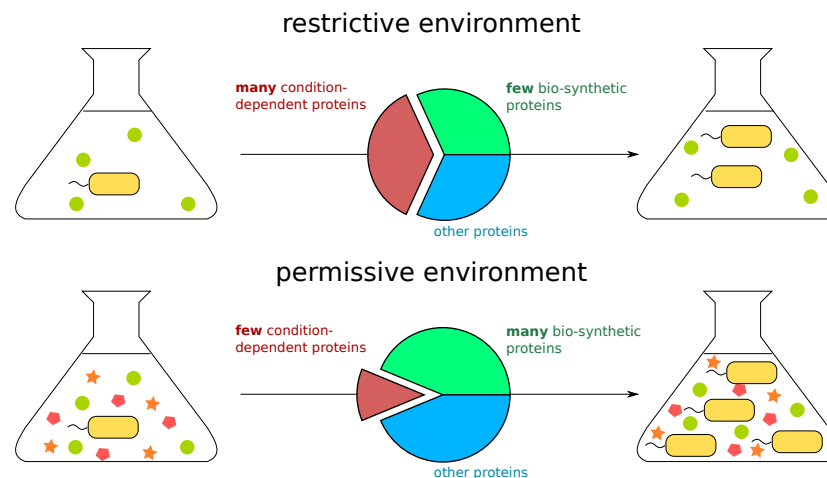 restrictive environment
many condition-
dependent proteins
few bio-synthetic
proteins
other proteins
permissive environment
few condition-
dependent proteins
many bio-synthetic
proteins
other proteins